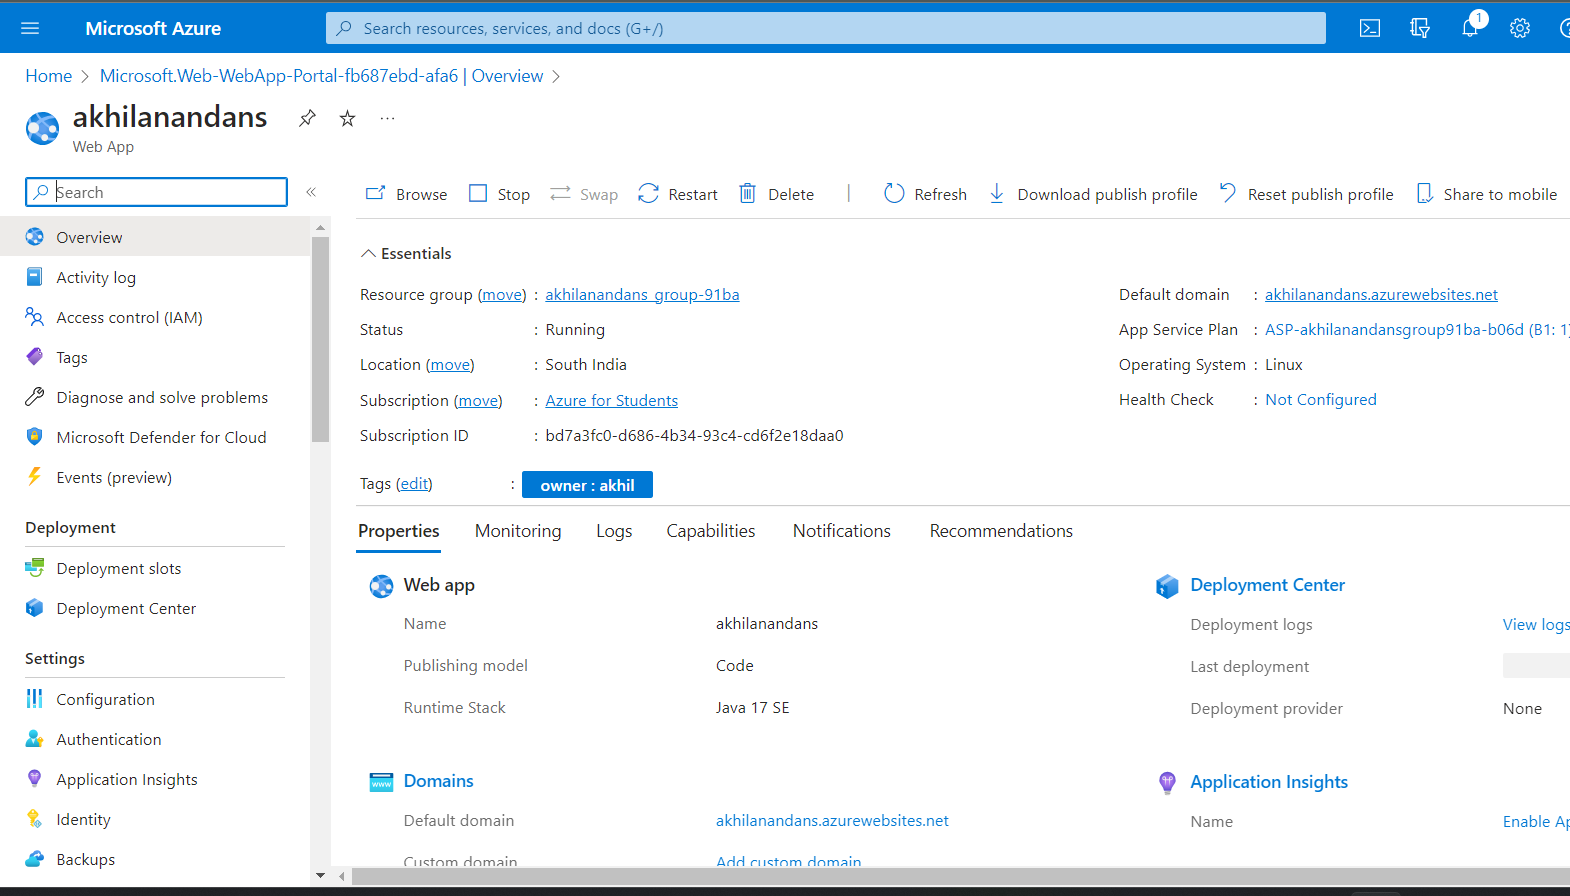 Microsoft Azure
Search resources, services, and docs (G+/)
1
Home
Microsoft.Web-WebApp-Portal-fb687ebd-afa6 | Overview
akhilanandans
Web App
Search
Overview
Activity log
Access control (IAM)
Tags
Diagnose and solve problems
Microsoft Defender for Cloud
Events (preview)
Deployment
Deployment slots
Deployment Center
Settings
Configuration
Authentication
Application Insights
Identity
Backups
Browse Stop Swap Restart Delete Refresh Download publish profile Reset publish profile Share to mobile
Essentials
Resource group (move) : akhilanandans_group-91ba
Status : Running
Location (move) : South India
Subscription (move) : Azure for Students
Subscription ID : bd7a3fc0-d686-4b34-93c4-cd6f2e18daa0
Default domain : akhilanandans.azurewebsites.net
App Service Plan : ASP-akhilanandansgroup91ba-b06d (B1: 1)
Operating System : Linux
Health Check : Not Configured
Tags (edit) : owner : akhil
Properties Monitoring Logs Capabilities Notifications Recommendations
Web app
Name akhilanandans
Publishing model Code
Runtime Stack Java 17 SE
Domains
Default domain akhilanandans.azurewebsites.net
Custom domain Add custom domain
Deployment Center
Deployment logs View logs
Last deployment
Deployment provider None
Application Insights
Name Enable Ap